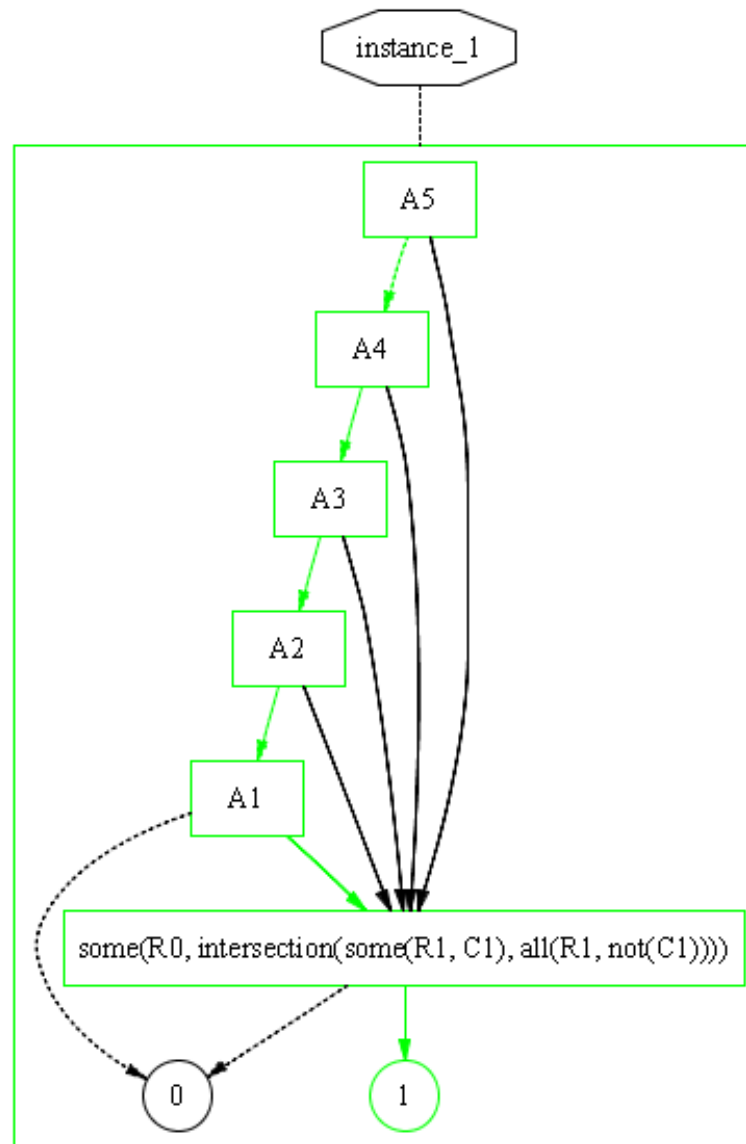 instance_1
A5
A4
A3
A2
A1
some(R0, intersection(some(R1, C1), all(R1, not(C1))))
0
1